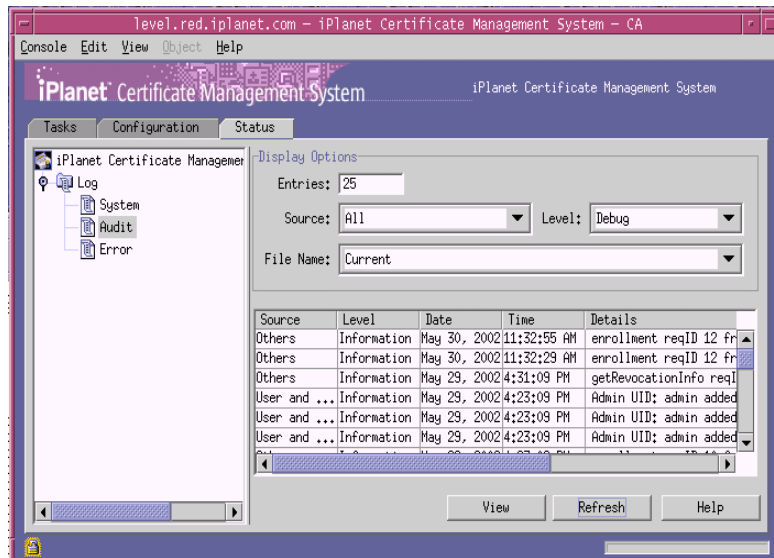 level.red.iplanet.com – iPlanet Certificate Management System – CA
Console Edit View Object Help
iPlanet Certificate Management System
iPlanet Certificate Management System
Tasks Configuration Status
iPlanet Certificate Managemer
Log
System
Audit
Error
Display Options
Entries: 25
Source: All Level: Debug
File Name: Current
Source Level Date Time Details
Others Information May 30, 2002 11:32:55 AM enrollment reqID 12 fr
Others Information May 30, 2002 11:32:29 AM enrollment reqID 12 fr
Others Information May 29, 2002 4:31:09 PM getRevocationInfo reqI
User and ... Information May 29, 2002 4:23:09 PM Admin UID: admin added
User and ... Information May 29, 2002 4:23:09 PM Admin UID: admin added
User and ... Information May 29, 2002 4:23:09 PM Admin UID: admin added
View Refresh Help